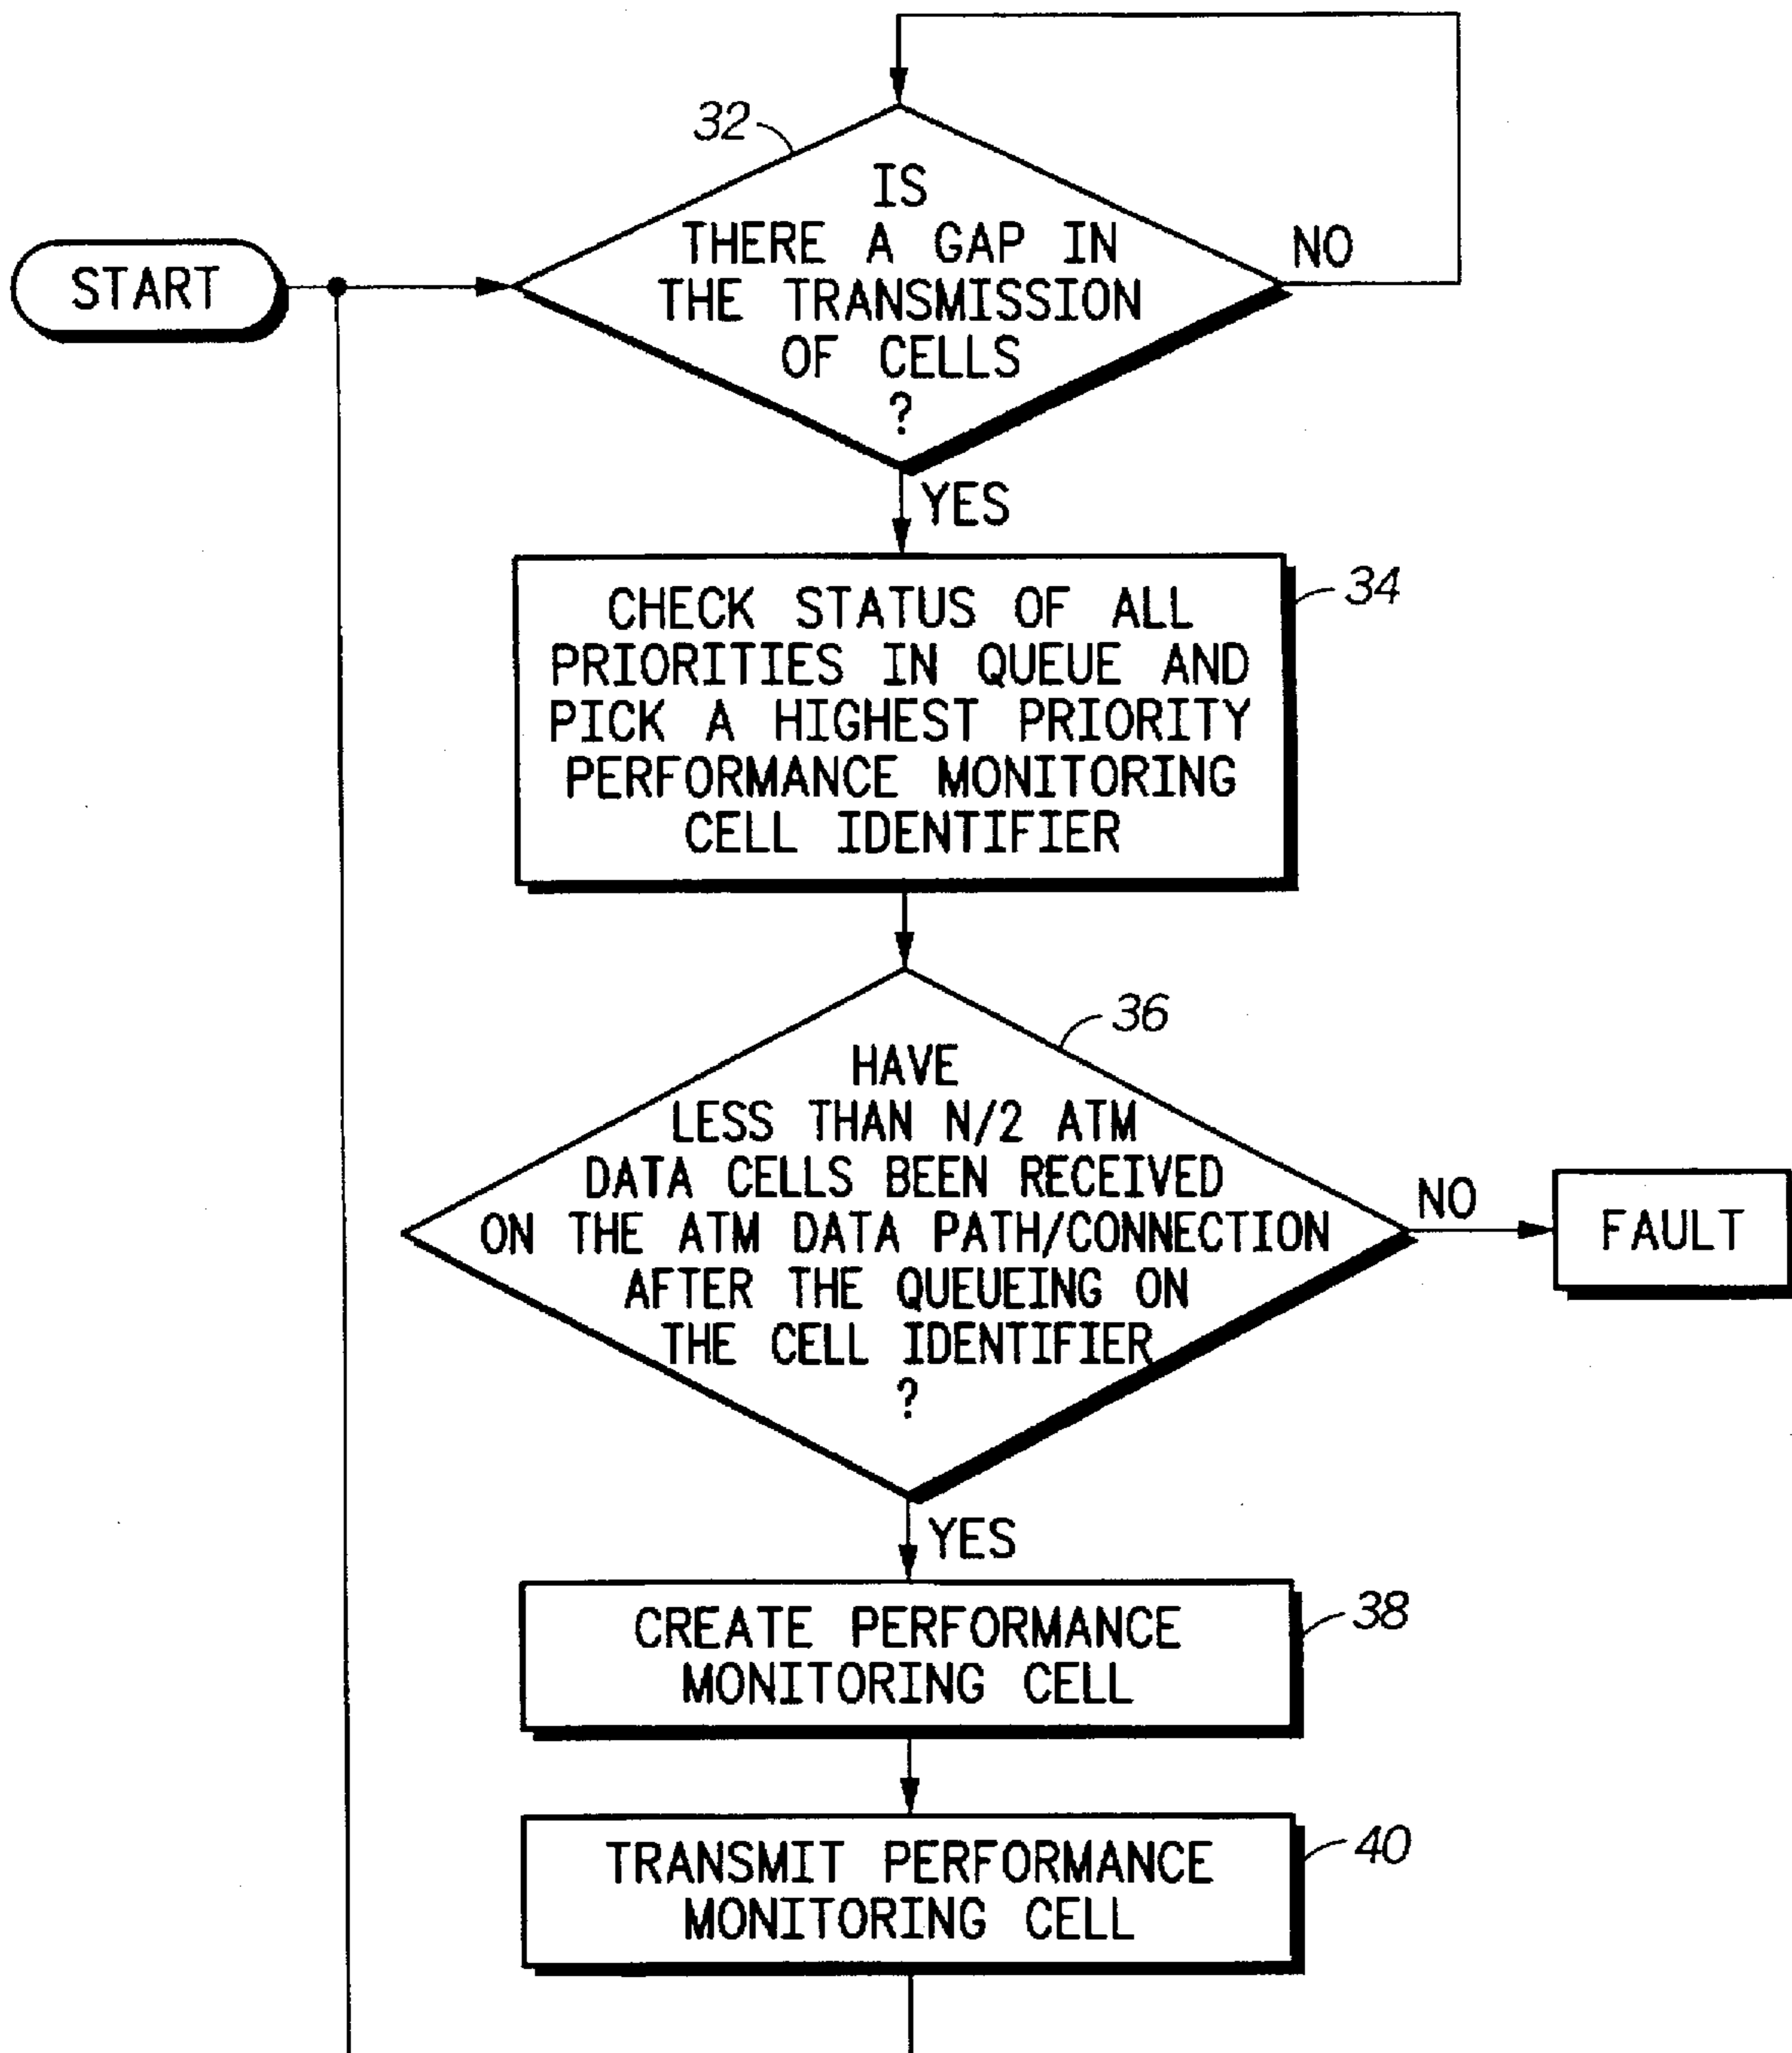 32
IS
THERE A GAP IN
THE TRANSMISSION
OF CELLS
?
NO
START
YES
CHECK STATUS OF ALL
PRIORITIES IN QUEUE AND
PICK A HIGHEST PRIORITY
PERFORMANCE MONITORING
CELL IDENTIFIER
34
36
HAVE
LESS THAN N/2 ATM
DATA CELLS BEEN RECEIVED
ON THE ATM DATA PATH/CONNECTION
AFTER THE QUEUEING ON
THE CELL IDENTIFIER
?
NO
FAULT
YES
CREATE PERFORMANCE
MONITORING CELL
38
TRANSMIT PERFORMANCE
MONITORING CELL
40